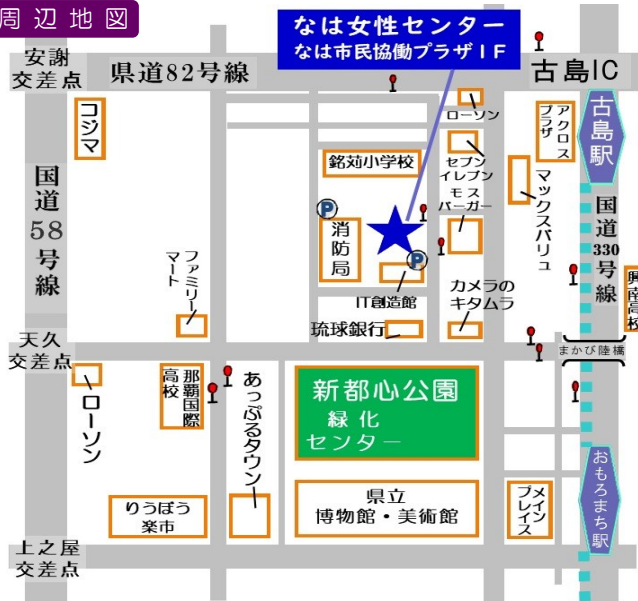 周辺地図
なは女性センター
なは市民協働プラザ1F
安謝
交差点
県道82号線
古島IC
コジマ
ローソン
アクロス
プラザ
古島駅
銘苅小学校
セブン
イレブン
モス
バーガー
マックスバリュ
国道58号線
国道330号線
P
消防局
P
IT創造館
ファミリー
マート
カメラの
キタムラ
興南高校
琉球銀行
天久
交差点
まかび陸橋
ローソン
那覇国際
高校
あっぷるタウン
新都心公園
緑化
センター
りうぼう
楽市
県立
博物館・美術館
メイン
プレイス
おもろまち駅
上之屋
交差点